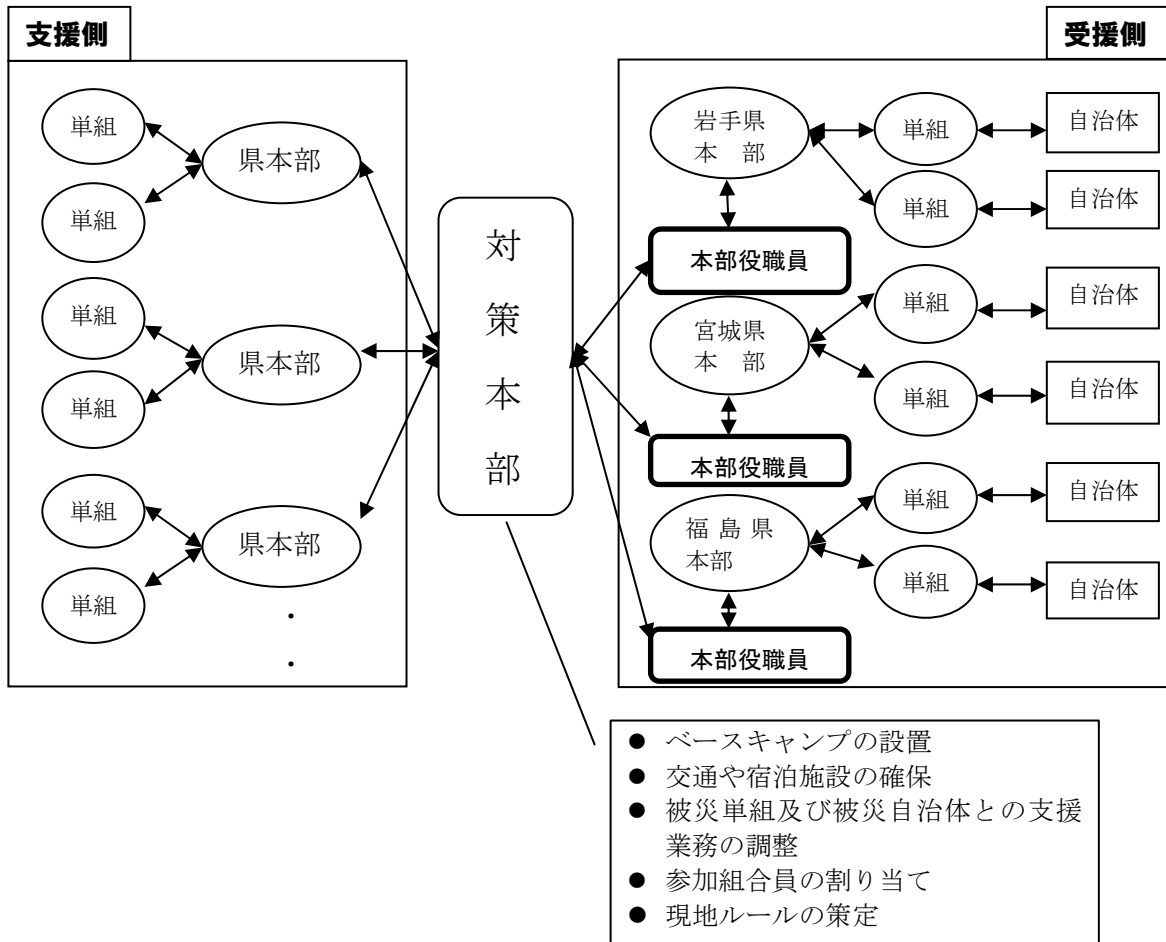 支援側
単組
単組
県本部
単組
単組
県本部
単組
単組
県本部
・
・
対
策
本
部
受援側
岩手県
本　部
本部役職員
単組
自治体
単組
自治体
宮城県
本　部
本部役職員
単組
自治体
単組
自治体
福 島 県
本部
本部役職員
単組
自治体
単組
自治体
● ベースキャンプの設置
● 交通や宿泊施設の確保
● 被災単組及び被災自治体との支援
業務の調整
● 参加組合員の割り当て
● 現地ルールの策定